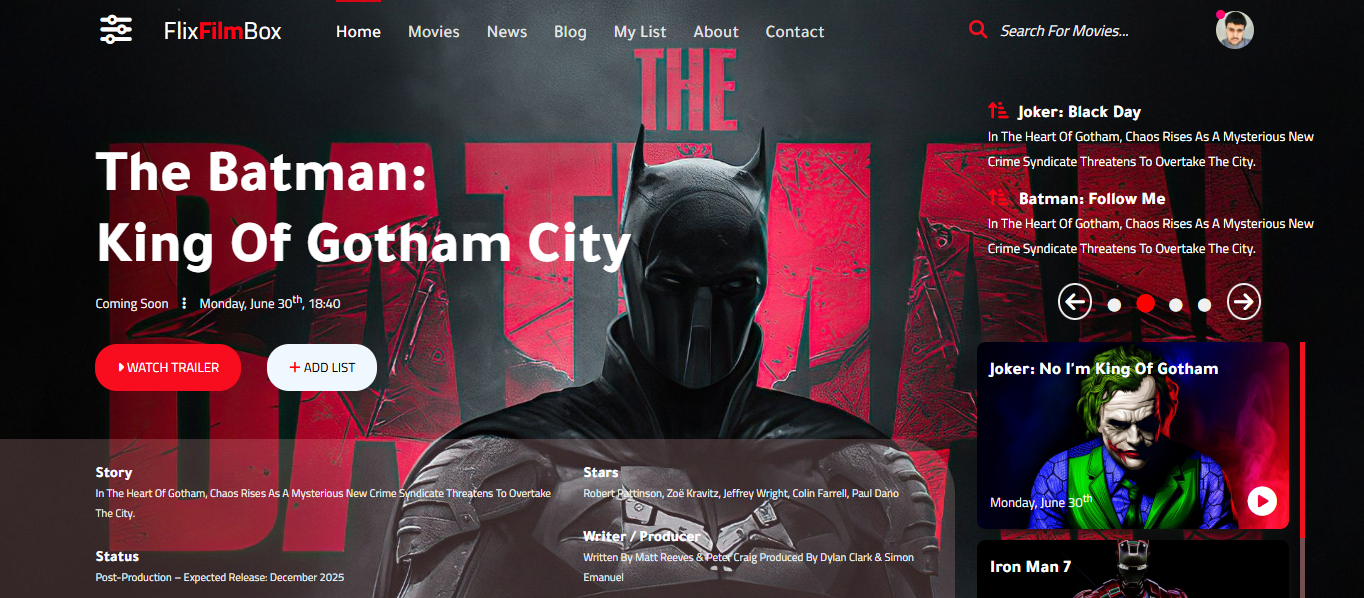 FlixFilmBox
Home Movies News Blog My List About Contact
Search For Movies...
THE
BATMAN
The Batman:
King Of Gotham City
Coming Soon Monday, June 30th, 18:40
WATCH TRAILER
+ ADD LIST
Story
In The Heart Of Gotham, Chaos Rises As A Mysterious New Crime Syndicate Threatens To Overtake
The City.
Status
Post-Production – Expected Release: December 2025
Stars
Robert Pattinson, Zoë Kravitz, Jeffrey Wright, Colin Farrell, Paul Dano
Writer / Producer
Written By Matt Reeves & Peter Craig Produced By Dylan Clark & Simon
Emanuel
Joker: Black Day
In The Heart Of Gotham, Chaos Rises As A Mysterious New
Crime Syndicate Threatens To Overtake The City.
Batman: Follow Me
In The Heart Of Gotham, Chaos Rises As A Mysterious New
Crime Syndicate Threatens To Overtake The City.
Joker: No I'm King Of Gotham
Monday, June 30th
Iron Man 7